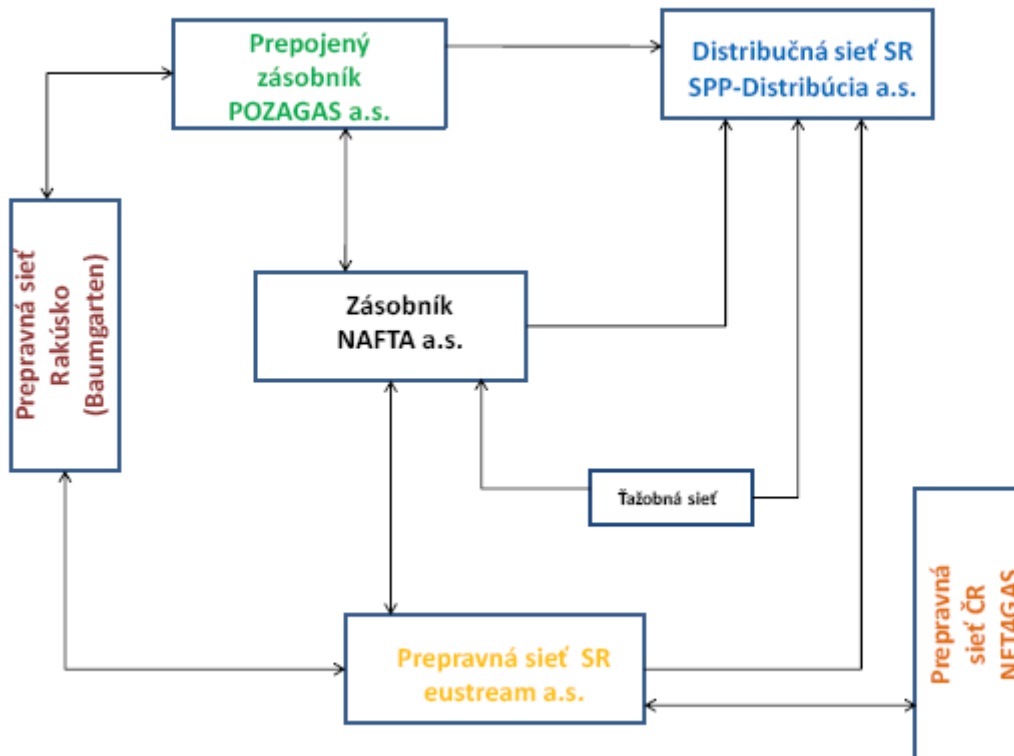 Prepojený
zásobník
POZAGAS a.s.
Distribučná sieť SR
SPP-Distribúcia a.s.
Prepravná sieť
Rakúsko
(Baumgarten)
Zásobník
NAFTA a.s.
Ťažobná sieť
Prepravná sieť SR
eustream a.s.
Prepravná
sieť ČR
NET4GAS